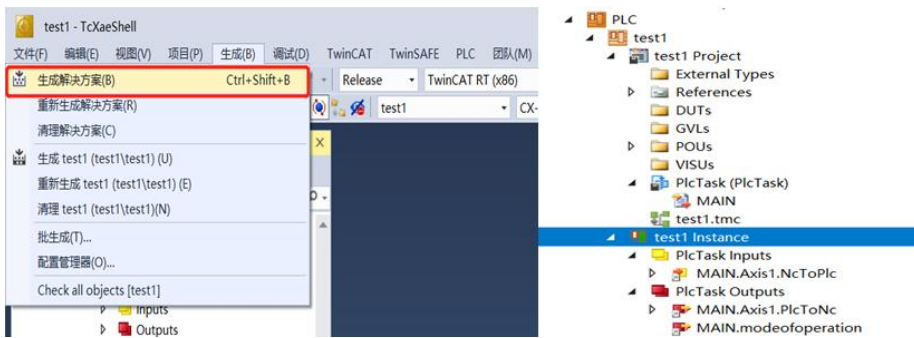 test1 - TcXaeShell
文件(F) 编辑(E) 视图(V) 项目(P) 生成(B) 调试(D) TwinCAT TwinSAFE PLC 团队(M)
生成解决方案(B) Ctrl+Shift+B
Release TwinCAT RT (x86)
重新生成解决方案(R)
test1 CX-
清理解决方案(C)
生成 test1 (test1\test1) (U)
重新生成 test1 (test1\test1) (E)
清理 test1 (test1\test1)(N)
批生成(T)...
配置管理器(O)...
Check all objects [test1]
Inputs
Outputs
PLC
test1
test1 Project
External Types
References
DUTs
GVLs
POUs
VISUs
PlcTask (PlcTask)
MAIN
test1.tmc
test1 Instance
PlcTask Inputs
MAIN.Axis1.NcToPlc
PlcTask Outputs
MAIN.Axis1.PlcToNc
MAIN.modeofoperation